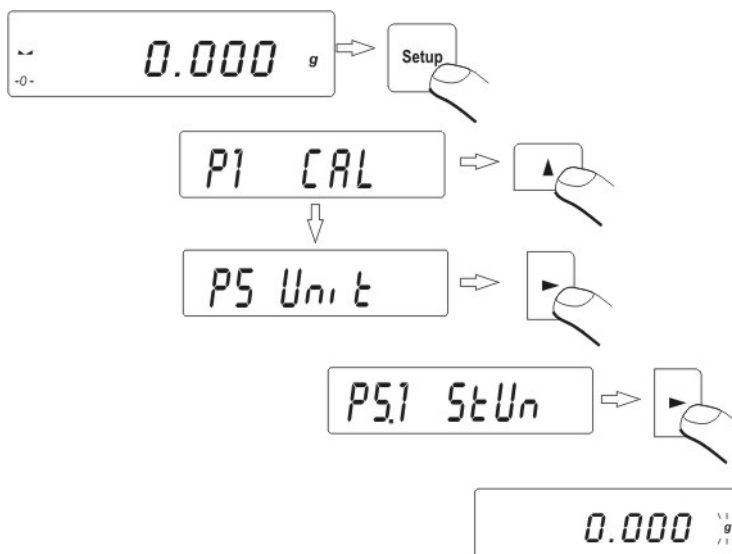 0.000 g
-0-
Setup
P1 CAL
P5 Unit
P5.1 StUn
0.000 g